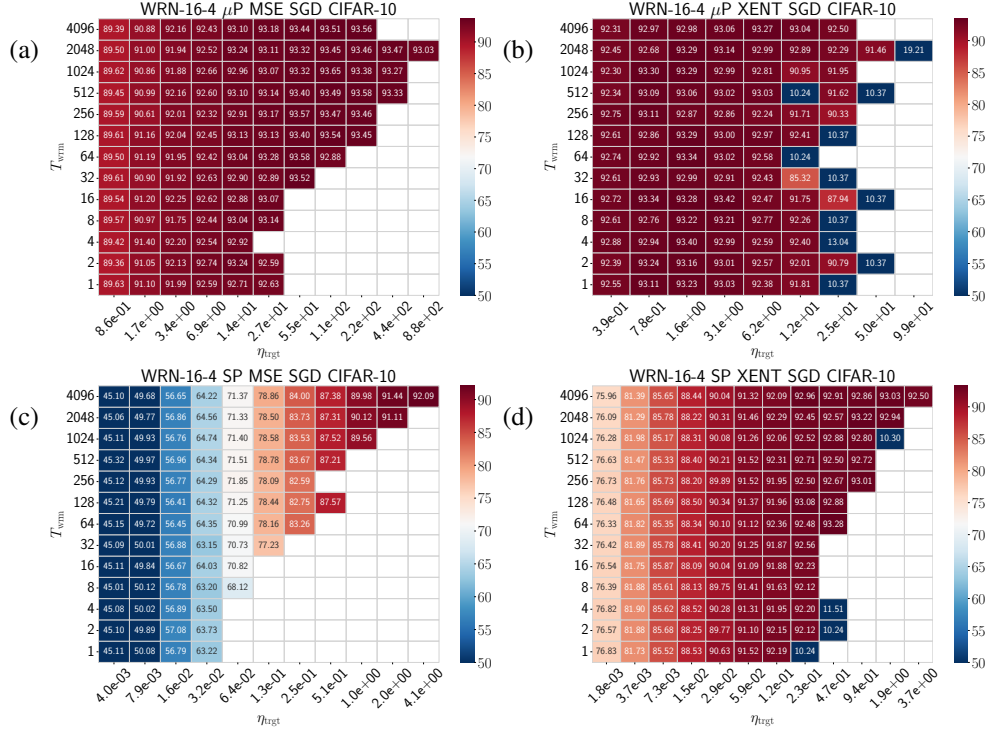 (a)
WRN-16-4 μP MSE SGD CIFAR-10
T_wrm
4096 89.39 90.88 92.16 92.43 93.10 93.18 93.44 93.51 93.56
2048 89.50 91.00 91.94 92.52 93.11 93.32 93.45 93.46 93.47 93.03
1024 89.62 90.86 91.88 92.66 92.96 93.07 93.32 93.65 93.38 93.27
512 89.45 90.99 92.16 92.60 93.10 93.14 93.40 93.49 93.58 93.33
256 89.59 90.61 92.01 92.32 92.91 93.17 93.57 93.47 93.46
128 89.61 91.16 92.04 92.45 93.13 93.13 93.40 93.54 93.45
64 89.50 91.19 91.95 92.42 93.04 93.28 93.58 92.88
32 89.61 90.90 91.92 92.63 92.90 92.89 93.52
16 89.54 91.20 92.25 92.62 92.88 93.07
8 89.57 90.97 91.75 92.44 93.04 93.14
4 89.42 91.40 92.20 92.54 92.92
2 89.36 91.05 92.13 92.74 93.24 92.59
1 89.63 91.10 91.99 92.59 92.71 92.63
8.6e-01 1.7e+00 3.4e+00 6.9e+00 1.4e+01 2.7e+01 5.5e+01 1.1e+02 2.2e+02 4.4e+02 8.8e+02
η_trgt
90
85
80
75
70
65
60
55
50
(b)
WRN-16-4 μP XENT SGD CIFAR-10
T_wrm
4096 92.31 92.97 92.98 93.06 93.27 93.04 92.50
2048 92.45 92.68 93.29 93.14 92.99 92.89 92.29 91.46 19.21
1024 92.30 93.30 93.29 92.99 92.81 90.95 91.95
512 92.34 93.09 93.06 93.02 93.03 10.24 91.62 10.37
256 92.75 93.11 92.87 92.86 92.24 91.71 90.33
128 92.61 92.86 93.29 93.00 92.97 92.41 10.37
64 92.74 92.92 93.34 93.02 92.58 10.24
32 92.61 92.93 92.99 93.37 92.46 85.32 10.37
16 92.72 93.34 93.28 93.42 92.47 91.75 87.94 10.37
8 92.61 92.76 93.22 93.21 92.77 92.26 10.37
4 92.88 92.94 93.40 92.99 92.59 92.40 13.04
2 92.39 93.24 93.16 93.01 92.57 92.01 90.79 10.37
1 92.55 93.11 93.23 93.03 92.38 91.81 10.37
3.9e-01 7.8e-01 1.6e+00 3.1e+00 6.2e+00 1.2e+01 2.5e+01 5.0e+01 9.9e+01
η_trgt
90
85
80
75
70
65
60
55
50
(c)
WRN-16-4 SP MSE SGD CIFAR-10
T_wrm
4096 45.10 49.68 56.65 64.22 71.37 78.86 84.00 87.38 89.98 91.44 92.09
2048 45.06 49.77 56.86 64.56 71.33 78.50 83.73 87.31 90.12 91.11
1024 45.11 49.93 56.76 64.74 71.40 78.58 83.53 87.52 89.56
512 45.32 49.97 56.96 64.34 71.51 78.78 83.67 87.21
256 45.12 49.93 56.77 64.29 71.85 78.09 82.59
128 45.21 49.79 56.41 64.32 71.25 78.44 82.75 87.57
64 45.15 49.72 56.45 64.35 70.99 78.16 83.26
32 45.09 50.01 56.88 63.15 70.73 77.23
16 45.11 49.84 56.67 64.03 70.82
8 45.01 50.12 56.78 63.20 68.12
4 45.08 50.02 56.89 63.50
2 45.10 49.89 57.08 63.73
1 45.11 50.08 56.79 63.22
4.0e-03 7.9e-03 1.6e-02 3.2e-02 6.4e-02 1.3e-01 2.5e-01 5.1e-01 1.0e+00 2.0e+00 4.1e+00
η_trgt
90
85
80
75
70
65
60
55
50
(d)
WRN-16-4 SP XENT SGD CIFAR-10
T_wrm
4096 75.96 81.39 85.65 88.44 90.04 91.32 92.09 92.96 92.91 92.86 93.03 92.50
2048 76.09 81.29 85.17 88.40 89.46 91.26 92.06 92.57 92.50 93.22 92.94
1024 76.28 81.98 85.17 88.31 90.08 91.26 92.06 92.52 92.88 92.80 10.30
512 76.63 81.47 85.33 88.40 90.21 91.52 92.31 92.71 92.50 92.72
256 76.73 81.76 85.23 88.20 89.86 91.71 91.95 92.50 92.67 93.01
128 76.48 81.65 85.69 88.50 90.34 91.37 91.96 93.08 92.88
64 76.33 81.82 85.35 88.34 90.10 91.12 92.36 92.48 93.28
32 76.42 81.89 85.78 88.41 90.20 91.25 91.87 92.56
16 76.54 81.75 85.87 88.09 90.04 91.09 91.88 92.23
8 76.39 81.88 85.61 88.13 89.75 91.41 91.63 92.12
4 76.82 81.90 85.62 88.52 90.28 91.31 91.95 92.20 11.51
2 76.57 81.88 85.68 88.25 89.77 91.10 92.15 92.12 10.24
1 76.83 81.73 85.52 88.53 90.63 91.52 92.19 10.24
1.8e-03 3.7e-03 7.3e-03 1.5e-02 2.9e-02 5.9e-02 1.2e-01 2.3e-01 4.7e-01 9.4e-01 1.9e+00 3.7e+00
η_trgt
90
85
80
75
70
65
60
55
50